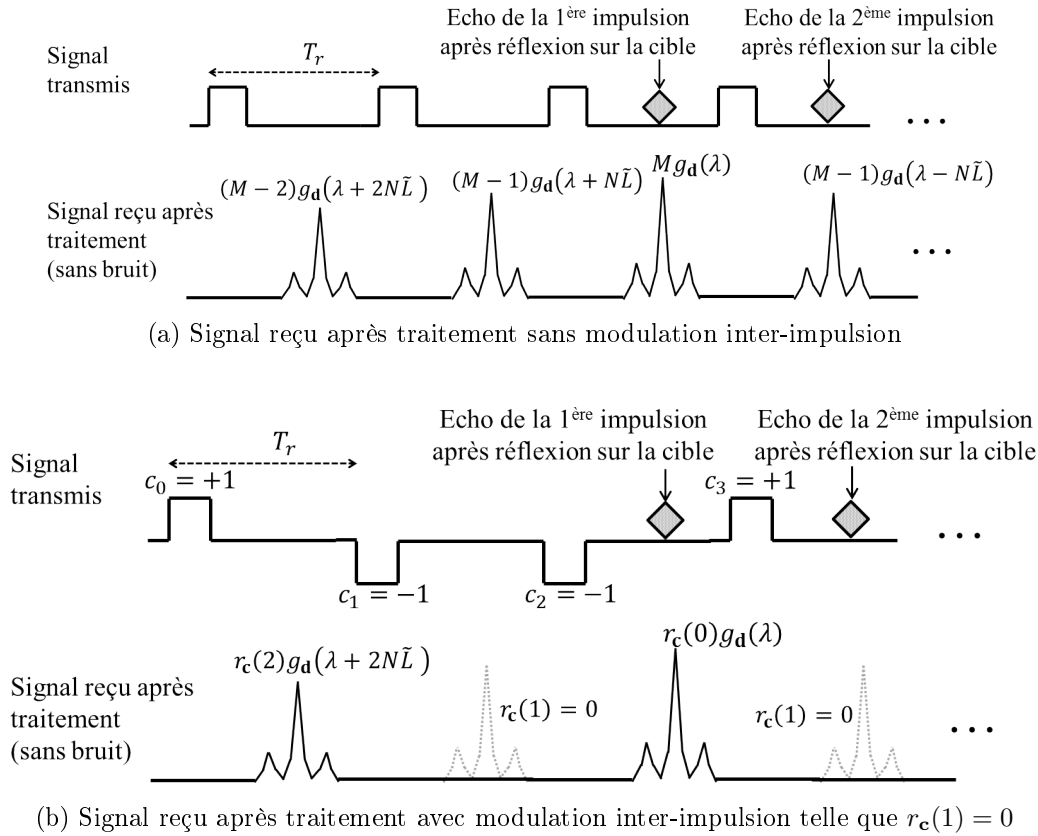 Echo de la 1ère impulsion
après réflexion sur la cible
Echo de la 2ème impulsion
après réflexion sur la cible
Signal
transmis
T_r
. . .
(M − 2)g_d(λ + 2NL̃)
(M − 1)g_d(λ + NL̃)
Mg_d(λ)
(M − 1)g_d(λ − NL̃)
Signal reçu après
traitement
(sans bruit)
. . .
(a) Signal reçu après traitement sans modulation inter-impulsion
Echo de la 1ère impulsion
après réflexion sur la cible
Echo de la 2ème impulsion
après réflexion sur la cible
Signal
transmis
T_r
c_0 = +1
c_3 = +1
. . .
c_1 = −1
c_2 = −1
r_c(2)g_d(λ + 2NL̃)
r_c(0)g_d(λ)
Signal reçu après
traitement
(sans bruit)
r_c(1) = 0
r_c(1) = 0
. . .
(b) Signal reçu après traitement avec modulation inter-impulsion telle que r_c(1) = 0